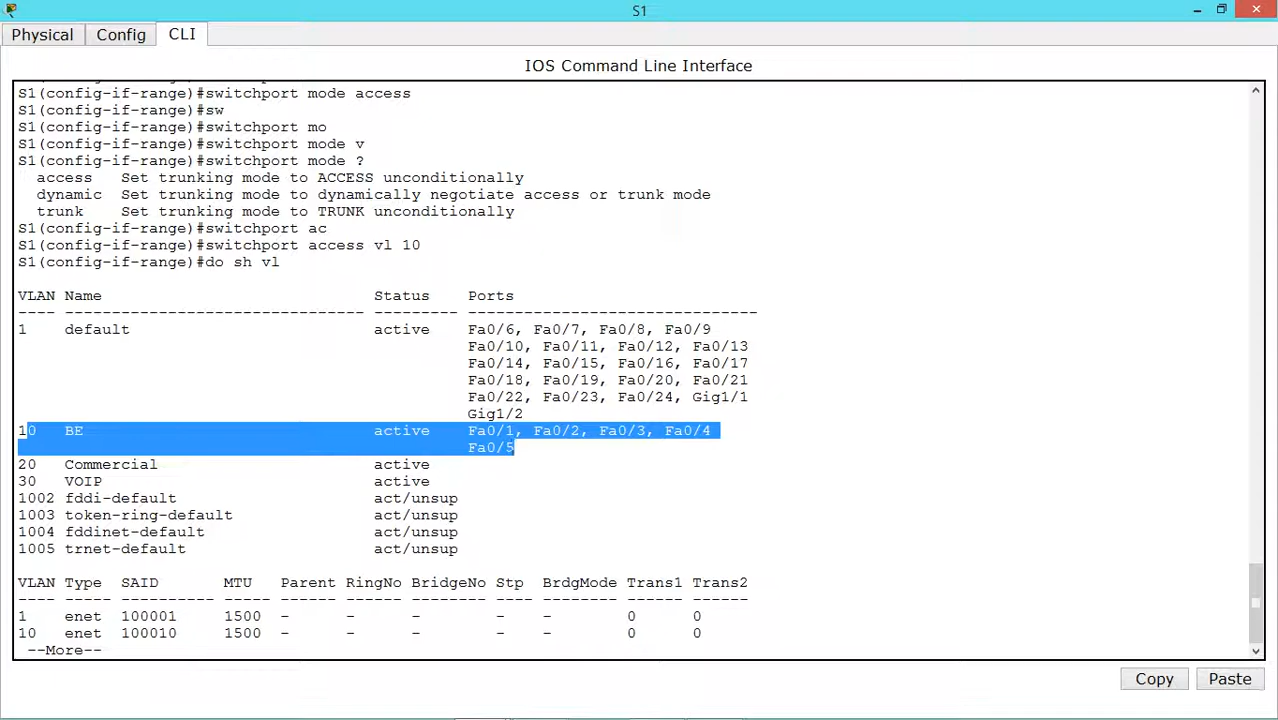 S1
Physical Config CLI
IOS Command Line Interface
S1(config-if-range)#switchport mode access
S1(config-if-range)#sw
S1(config-if-range)#switchport mo
S1(config-if-range)#switchport mode v
S1(config-if-range)#switchport mode ?
  access   Set trunking mode to ACCESS unconditionally
  dynamic  Set trunking mode to dynamically negotiate access or trunk mode
  trunk    Set trunking mode to TRUNK unconditionally
S1(config-if-range)#switchport ac
S1(config-if-range)#switchport access vl 10
S1(config-if-range)#do sh vl
VLAN Name                             Status    Ports
---- -------------------------------- --------- -------------------------------
1    default                          active    Fa0/6, Fa0/7, Fa0/8, Fa0/9
                                                Fa0/10, Fa0/11, Fa0/12, Fa0/13
                                                Fa0/14, Fa0/15, Fa0/16, Fa0/17
                                                Fa0/18, Fa0/19, Fa0/20, Fa0/21
                                                Fa0/22, Fa0/23, Fa0/24, Gig1/1
                                                Gig1/2
10   BE                               active    Fa0/1, Fa0/2, Fa0/3, Fa0/4
                                                Fa0/5
20   Commercial                       active
30   VOIP                             active
1002 fddi-default                     act/unsup
1003 token-ring-default               act/unsup
1004 fddinet-default                  act/unsup
1005 trnet-default                    act/unsup
VLAN Type  SAID       MTU   Parent RingNo BridgeNo Stp  BrdgMode Trans1 Trans2
---- ----- ---------- ----- ------ ------ -------- ---- -------- ------ ------
1    enet  100001     1500  -      -      -        -    -        0      0
10   enet  100010     1500  -      -      -        -    -        0      0
 --More--
Copy Paste